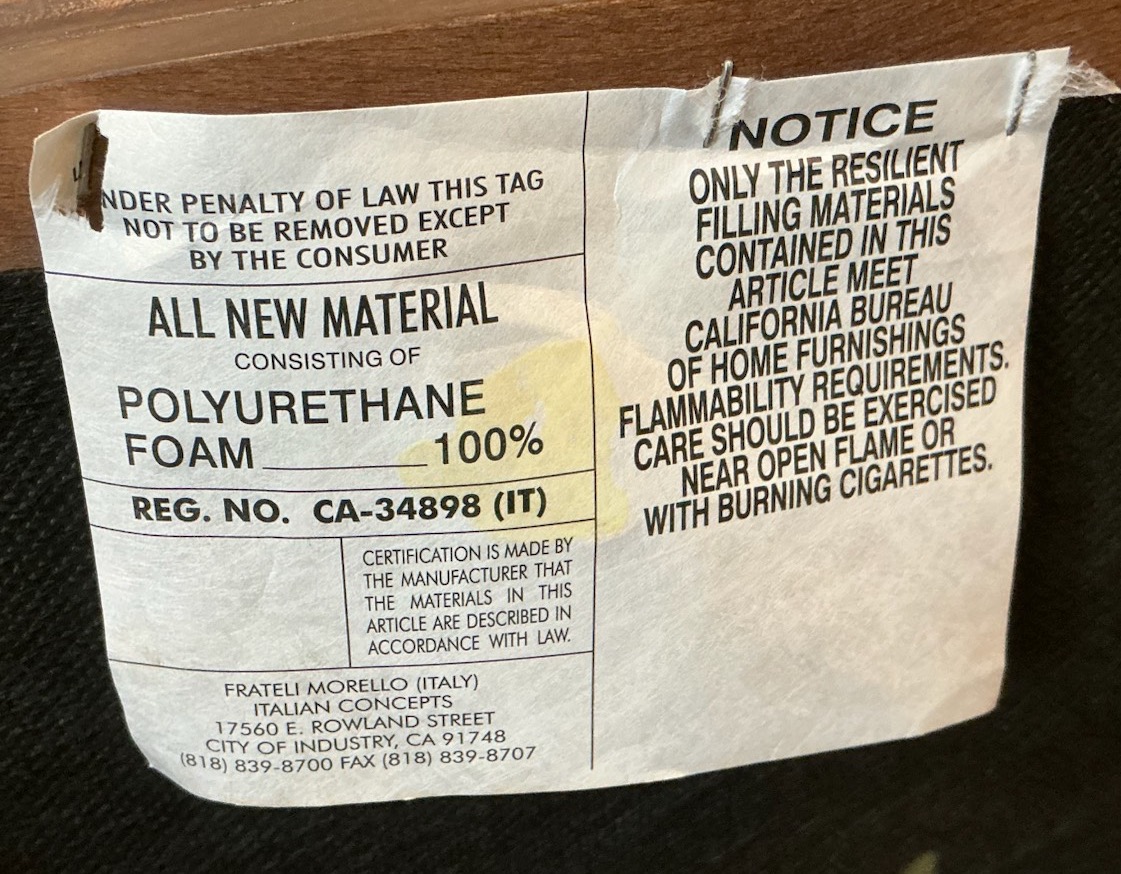 NDER PENALTY OF LAW THIS TAG
NOT TO BE REMOVED EXCEPT
BY THE CONSUMER
ALL NEW MATERIAL
CONSISTING OF
POLYURETHANE
FOAM__________100%
REG. NO. CA-34898 (IT)
CERTIFICATION IS MADE BY
THE MANUFACTURER THAT
THE MATERIALS IN THIS
ARTICLE ARE DESCRIBED IN
ACCORDANCE WITH LAW.
FRATELI MORELLO (ITALY)
ITALIAN CONCEPTS
17560 E. ROWLAND STREET
CITY OF INDUSTRY, CA 91748
(818) 839-8700 FAX (818) 839-8707
NOTICE
ONLY THE RESILIENT
FILLING MATERIALS
CONTAINED IN THIS
ARTICLE MEET
CALIFORNIA BUREAU
OF HOME FURNISHINGS
FLAMMABILITY REQUIREMENTS.
CARE SHOULD BE EXERCISED
NEAR OPEN FLAME OR
WITH BURNING CIGARETTES.